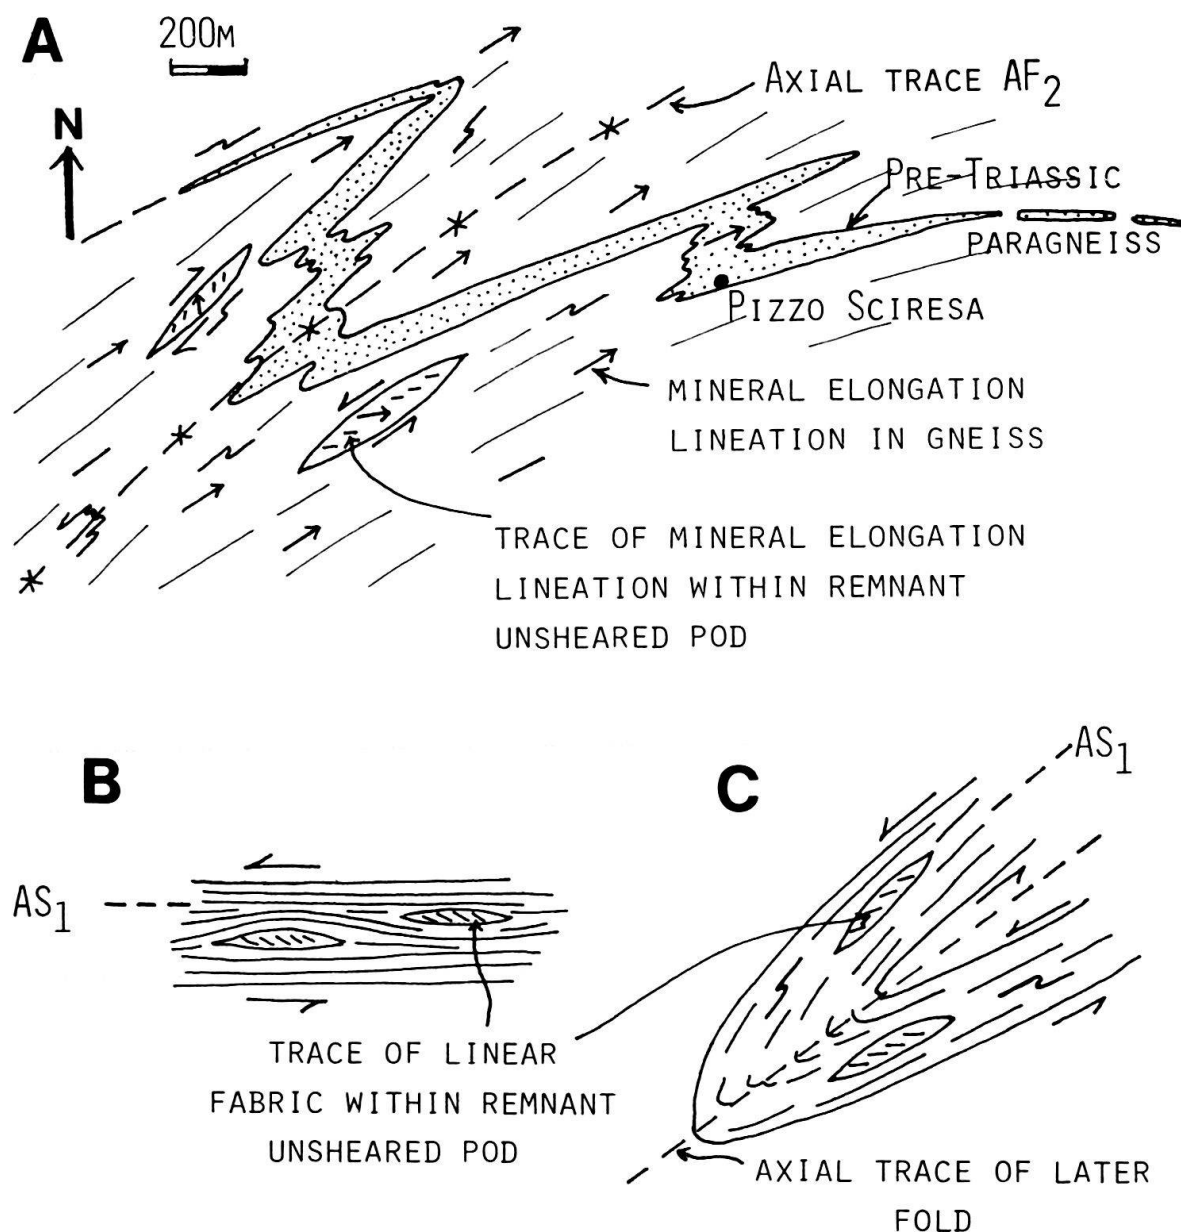 A
200M
N
AXIAL TRACE AF2
PRE-TRIASSIC
PARAGNEISS
PIZZO SCIRESA
MINERAL ELONGATION
LINEATION IN GNEISS
TRACE OF MINERAL ELONGATION
LINEATION WITHIN REMNANT
UNSHEARED POD
B
AS1
TRACE OF LINEAR
FABRIC WITHIN REMNANT
UNSHEARED POD
C
AS1
AXIAL TRACE OF LATER
FOLD